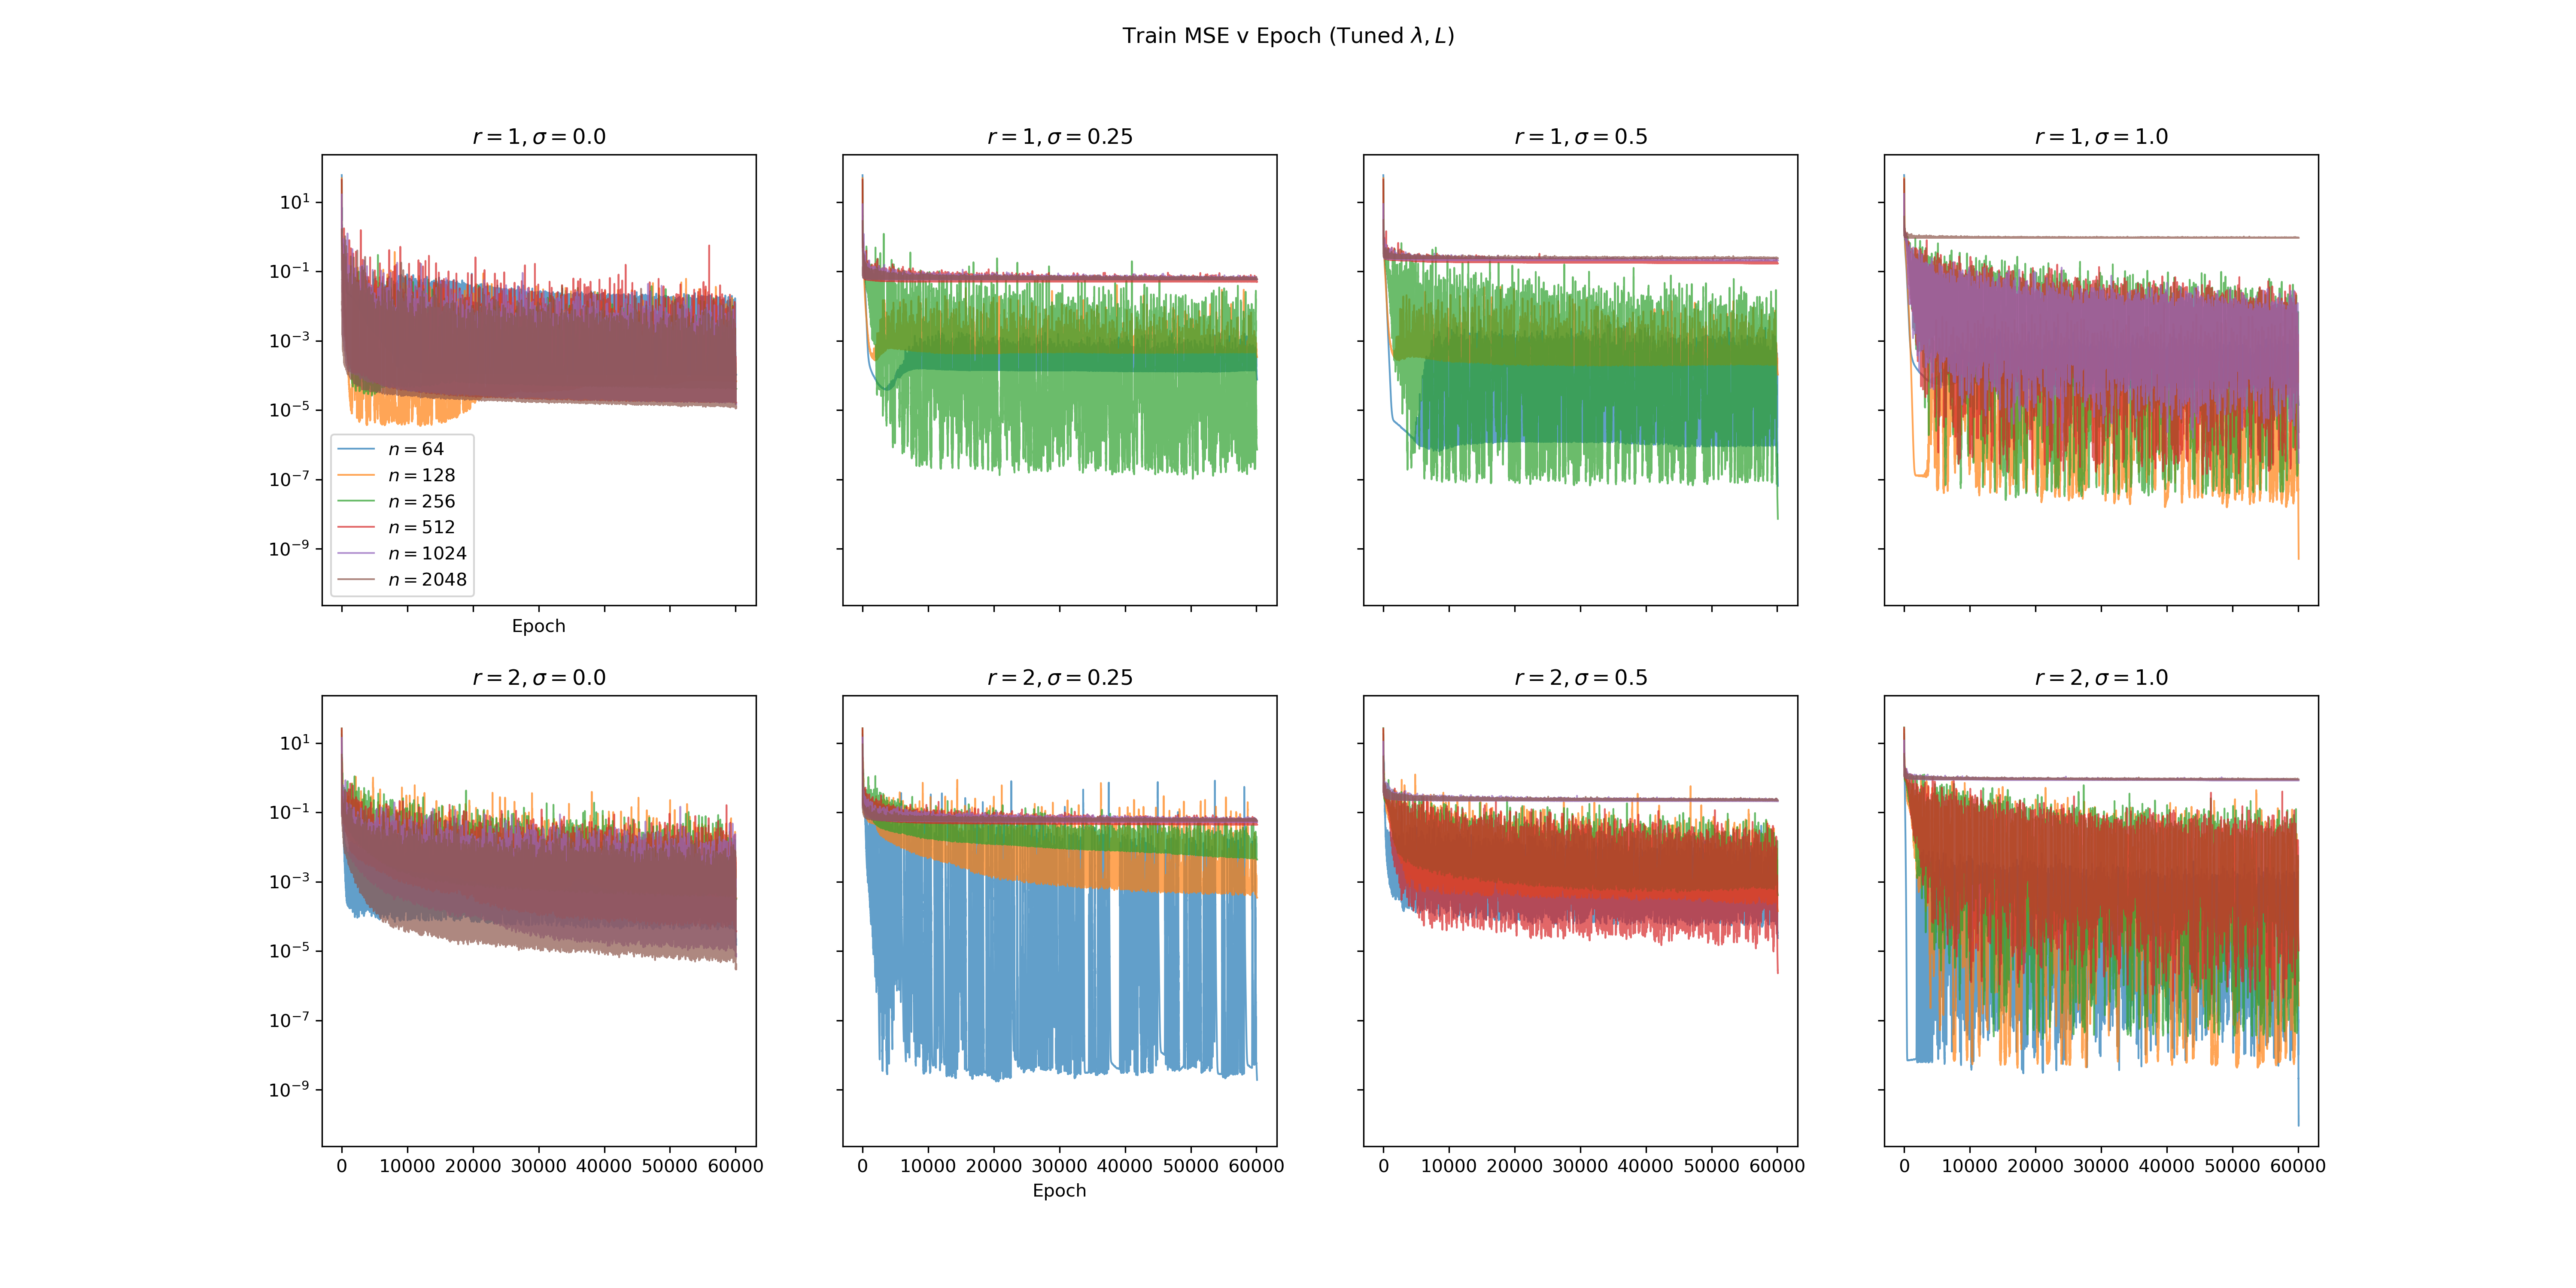 Train MSE v Epoch (Tuned λ, L)
r = 1, σ = 0.0
r = 1, σ = 0.25
r = 1, σ = 0.5
r = 1, σ = 1.0
10¹
10⁻¹
10⁻³
10⁻⁵
10⁻⁷
10⁻⁹
n = 64
n = 128
n = 256
n = 512
n = 1024
n = 2048
Epoch
r = 2, σ = 0.0
r = 2, σ = 0.25
r = 2, σ = 0.5
r = 2, σ = 1.0
10¹
10⁻¹
10⁻³
10⁻⁵
10⁻⁷
10⁻⁹
0 10000 20000 30000 40000 50000 60000
0 10000 20000 30000 40000 50000 60000
0 10000 20000 30000 40000 50000 60000
0 10000 20000 30000 40000 50000 60000
Epoch